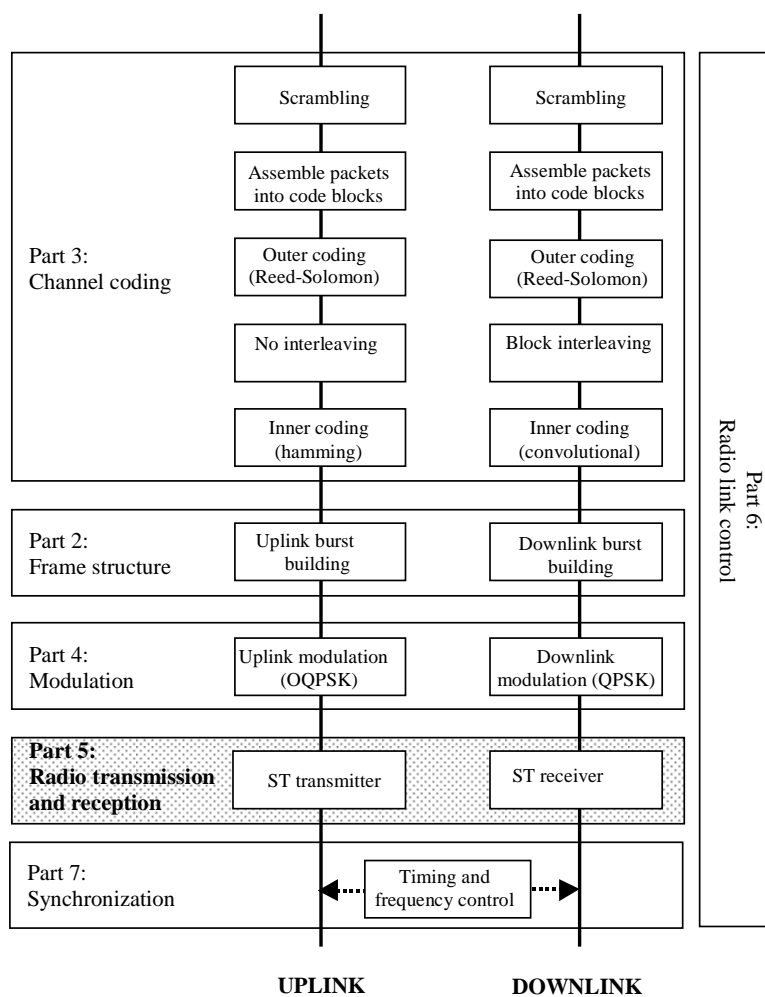 Scrambling
Scrambling
Assemble packets
into code blocks
Assemble packets
into code blocks
Part 3:
Channel coding
Outer coding
(Reed-Solomon)
Outer coding
(Reed-Solomon)
No interleaving
Block interleaving
Inner coding
(hamming)
Inner coding
(convolutional)
Part 2:
Frame structure
Uplink burst
building
Downlink burst
building
Part 4:
Modulation
Uplink modulation
(OQPSK)
Downlink
modulation (QPSK)
Part 5:
Radio transmission
and reception
ST transmitter
ST receiver
Part 7:
Synchronization
Timing and
frequency control
Part 6:
Radio link control
UPLINK
DOWNLINK